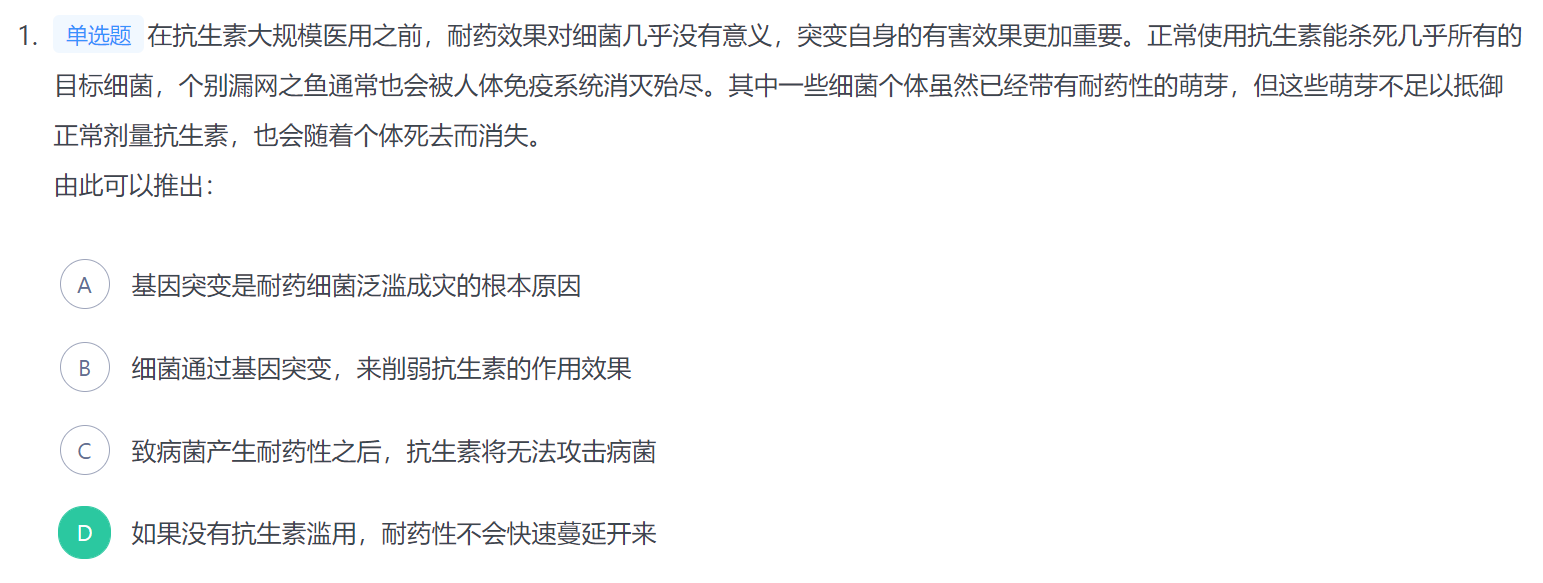 1. 单选题 在抗生素大规模医用之前，耐药效果对细菌几乎没有意义，突变自身的有害效果更加重要。正常使用抗生素能杀死几乎所有的
目标细菌，个别漏网之鱼通常也会被人体免疫系统消灭殆尽。其中一些细菌个体虽然已经带有耐药性的萌芽，但这些萌芽不足以抵御
正常剂量抗生素，也会随着个体死去而消失。
由此可以推出：
A 基因突变是耐药细菌泛滥成灾的根本原因
B 细菌通过基因突变，来削弱抗生素的作用效果
C 致病菌产生耐药性之后，抗生素将无法攻击病菌
D 如果没有抗生素滥用，耐药性不会快速蔓延开来